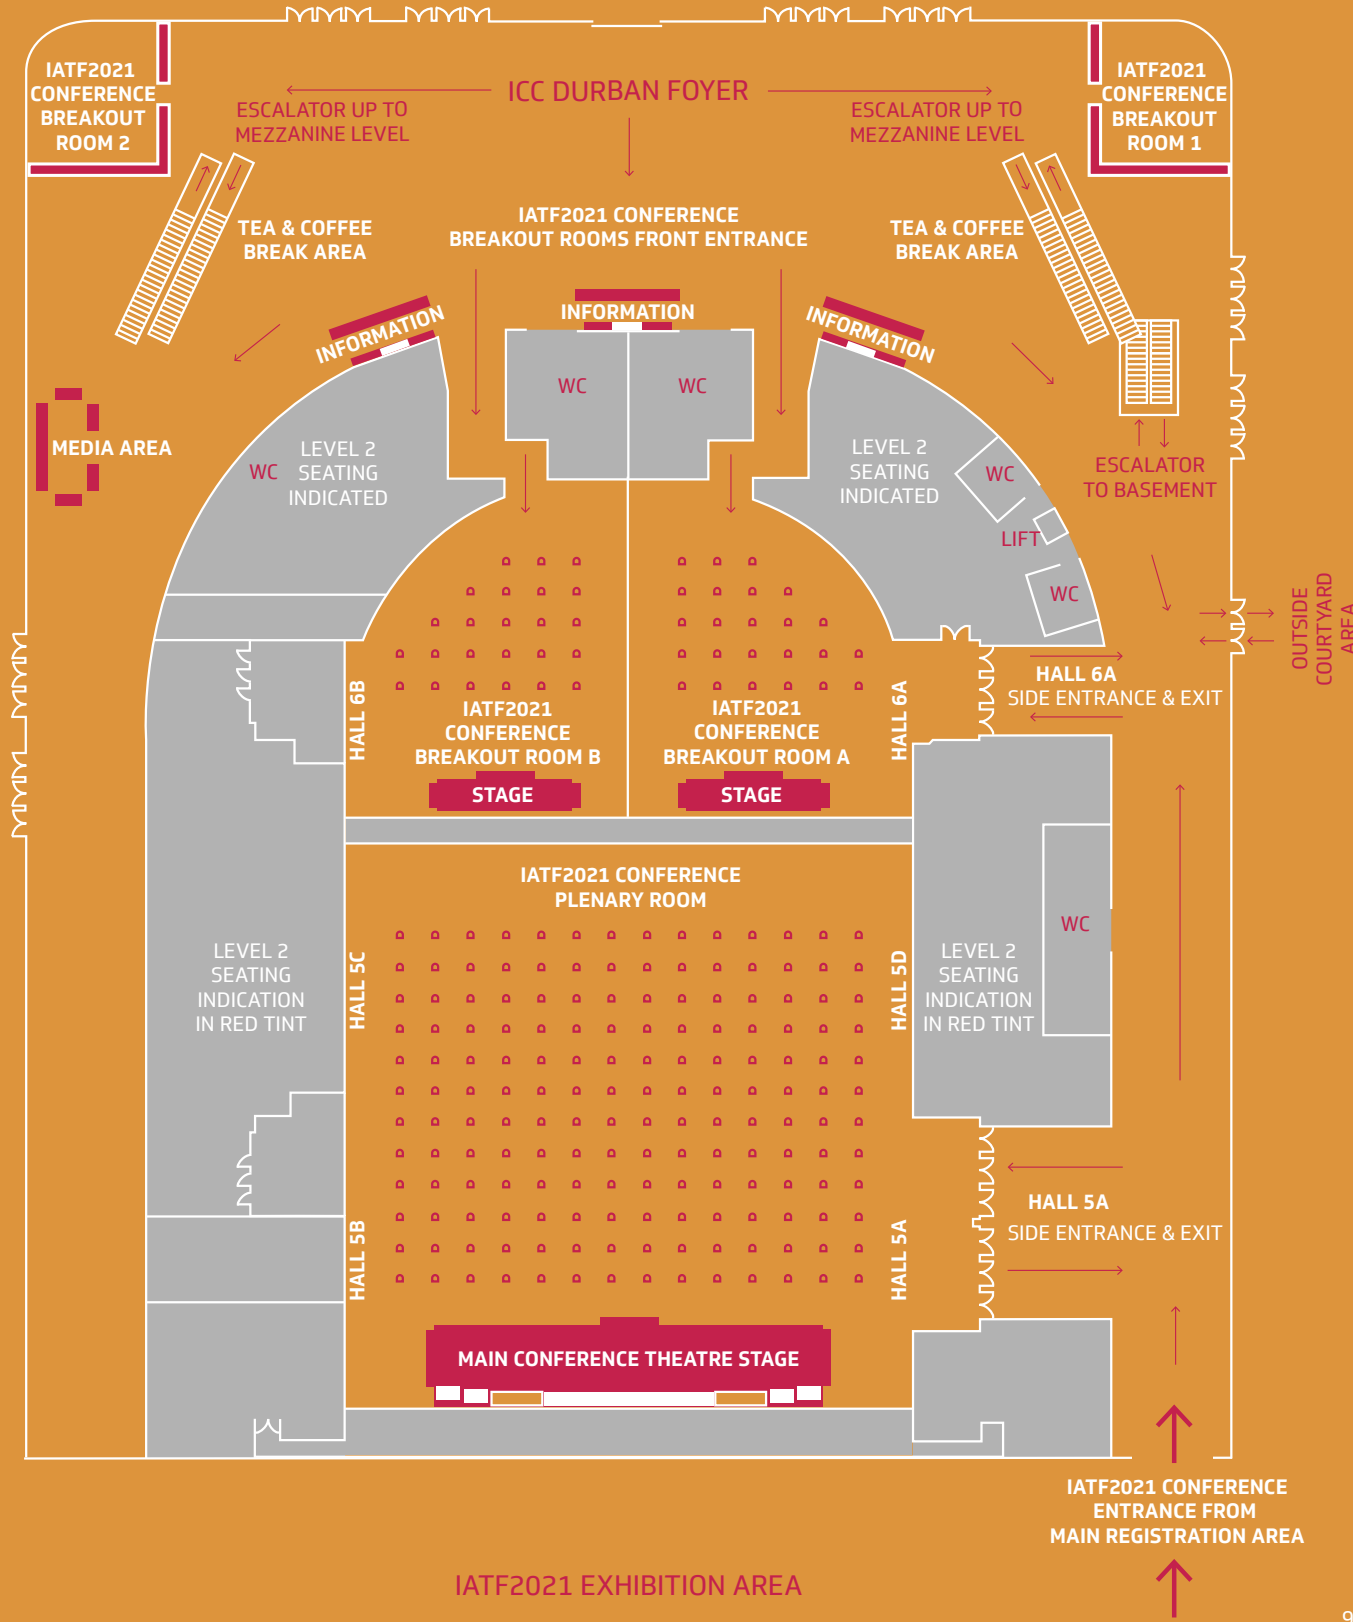 IATF2021
CONFERENCE
BREAKOUT
ROOM 2
ICC DURBAN FOYER
IATF2021
CONFERENCE
BREAKOUT
ROOM 1
ESCALATOR UP TO
MEZZANINE LEVEL
ESCALATOR UP TO
MEZZANINE LEVEL
TEA & COFFEE
BREAK AREA
IATF2021 CONFERENCE
BREAKOUT ROOMS FRONT ENTRANCE
TEA & COFFEE
BREAK AREA
INFORMATION
INFORMATION
INFORMATION
WC
WC
MEDIA AREA
WC
LEVEL 2
SEATING
INDICATED
LEVEL 2
SEATING
INDICATED
WC
LIFT
WC
ESCALATOR
TO BASEMENT
OUTSIDE
COURTYARD
AREA
HALL 6A
SIDE ENTRANCE & EXIT
HALL 6B
IATF2021
CONFERENCE
BREAKOUT ROOM B
STAGE
IATF2021
CONFERENCE
BREAKOUT ROOM A
STAGE
HALL 6A
IATF2021 CONFERENCE
PLENARY ROOM
LEVEL 2
SEATING
INDICATION
IN RED TINT
HALL 5C
HALL 5D
LEVEL 2
SEATING
INDICATION
IN RED TINT
WC
HALL 5B
HALL 5A
HALL 5A
SIDE ENTRANCE & EXIT
MAIN CONFERENCE THEATRE STAGE
IATF2021 CONFERENCE
ENTRANCE FROM
MAIN REGISTRATION AREA
IATF2021 EXHIBITION AREA